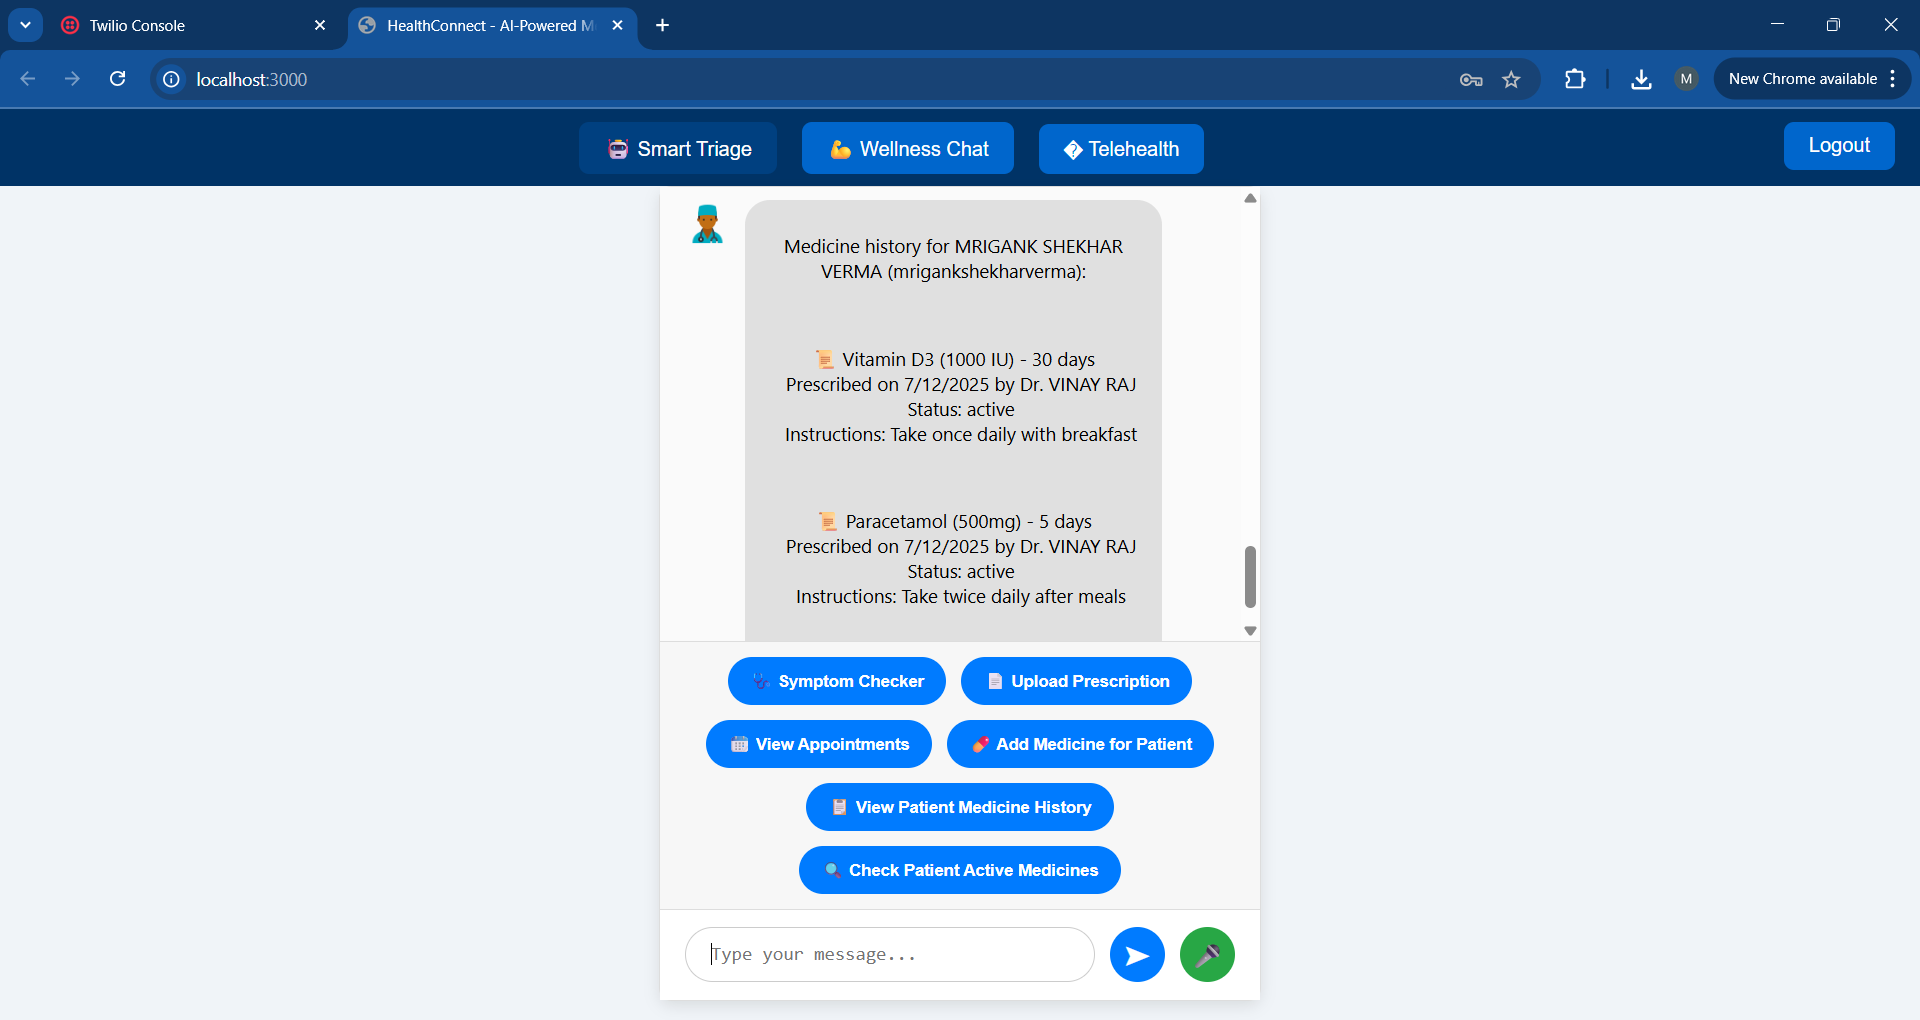 Twilio Console
HealthConnect - AI-Powered M
localhost:3000
M
New Chrome available
Smart Triage
Wellness Chat
� Telehealth
Logout
Medicine history for MRIGANK SHEKHAR
VERMA (mrigankshekharverma):
Vitamin D3 (1000 IU) - 30 days
Prescribed on 7/12/2025 by Dr. VINAY RAJ
Status: active
Instructions: Take once daily with breakfast
Paracetamol (500mg) - 5 days
Prescribed on 7/12/2025 by Dr. VINAY RAJ
Status: active
Instructions: Take twice daily after meals
Symptom Checker
Upload Prescription
View Appointments
Add Medicine for Patient
View Patient Medicine History
Check Patient Active Medicines
Type your message...